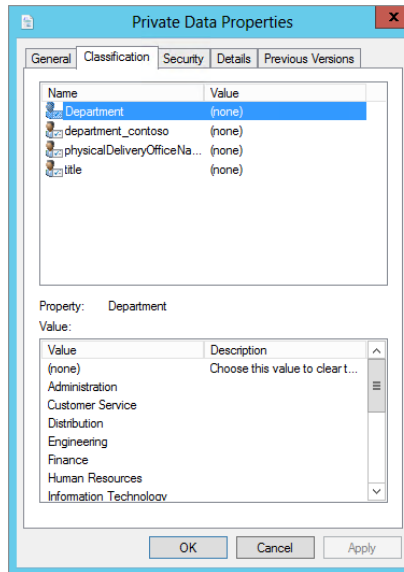 Private Data Properties
x
General Classification Security Details Previous Versions
Name Value
Department (none)
department_contoso (none)
physicalDeliveryOfficeNa... (none)
title (none)
Property: Department
Value:
Value Description
(none) Choose this value to clear t...
Administration
Customer Service
Distribution
Engineering
Finance
Human Resources
Information Technology
OK Cancel Apply